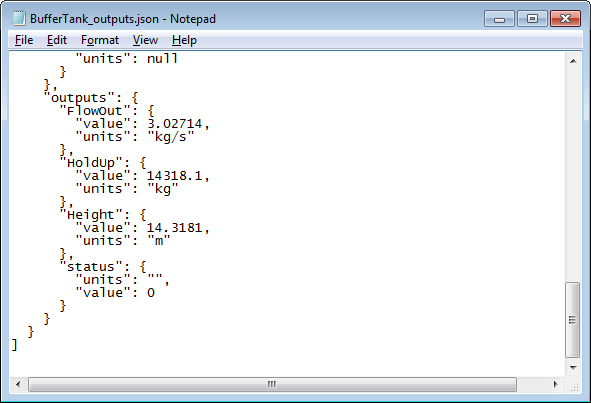 BufferTank_outputs.json - Notepad
File Edit Format View Help
        "units": null
      }
    },
    "outputs": {
      "FlowOut": {
        "value": 3.02714,
        "units": "kg/s"
      },
      "HoldUp": {
        "value": 14318.1,
        "units": "kg"
      },
      "Height": {
        "value": 14.3181,
        "units": "m"
      },
      "status": {
        "units": "",
        "value": 0
      }
    }
  }
]